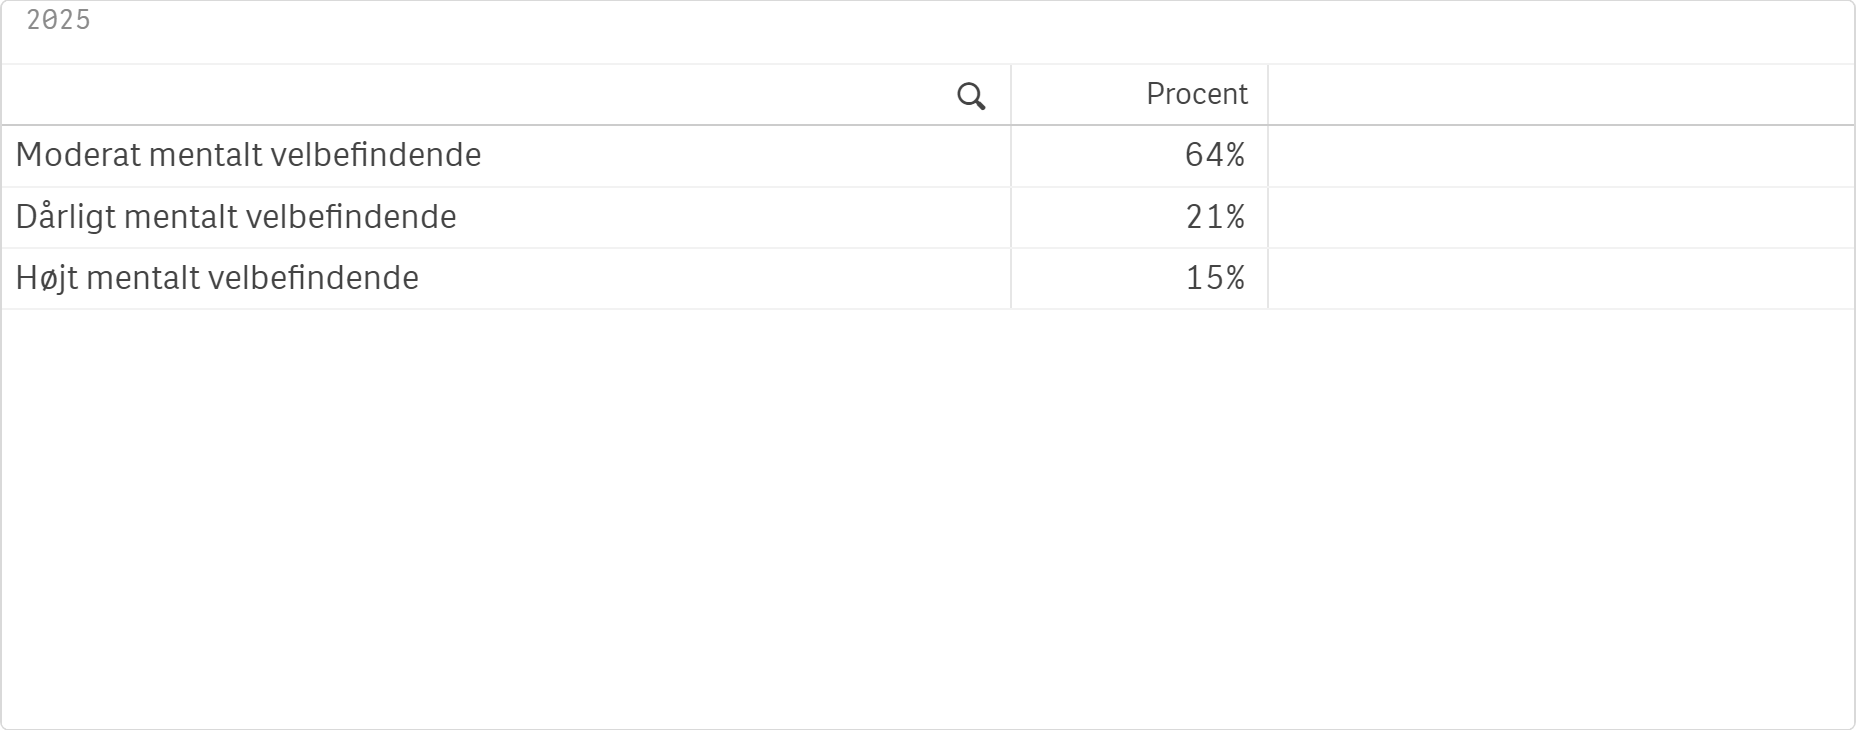 2025
Procent
Moderat mentalt velbefindende 64%
Dårligt mentalt velbefindende 21%
Højt mentalt velbefindende 15%